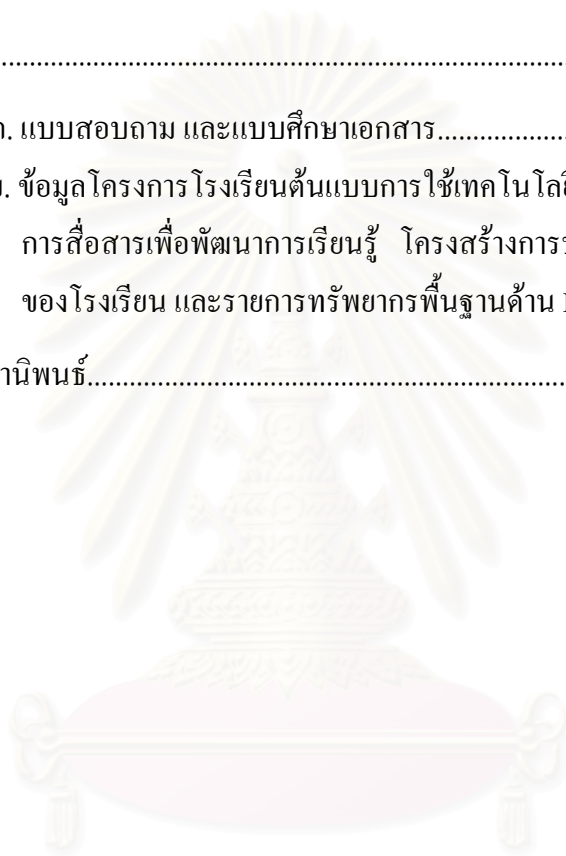 ................................................................................
. แบบสอบถาม และแบบศึกษาเอกสาร....................
. ข้อมูลโครงการโรงเรียนต้นแบบการใช้เทคโนโลยี
การสื่อสารเพื่อพัฒนาการเรียนรู้ โครงสร้างการ
ของโรงเรียน และรายการทรัพยากรพื้นฐานด้าน
านิพนธ์................................................................................